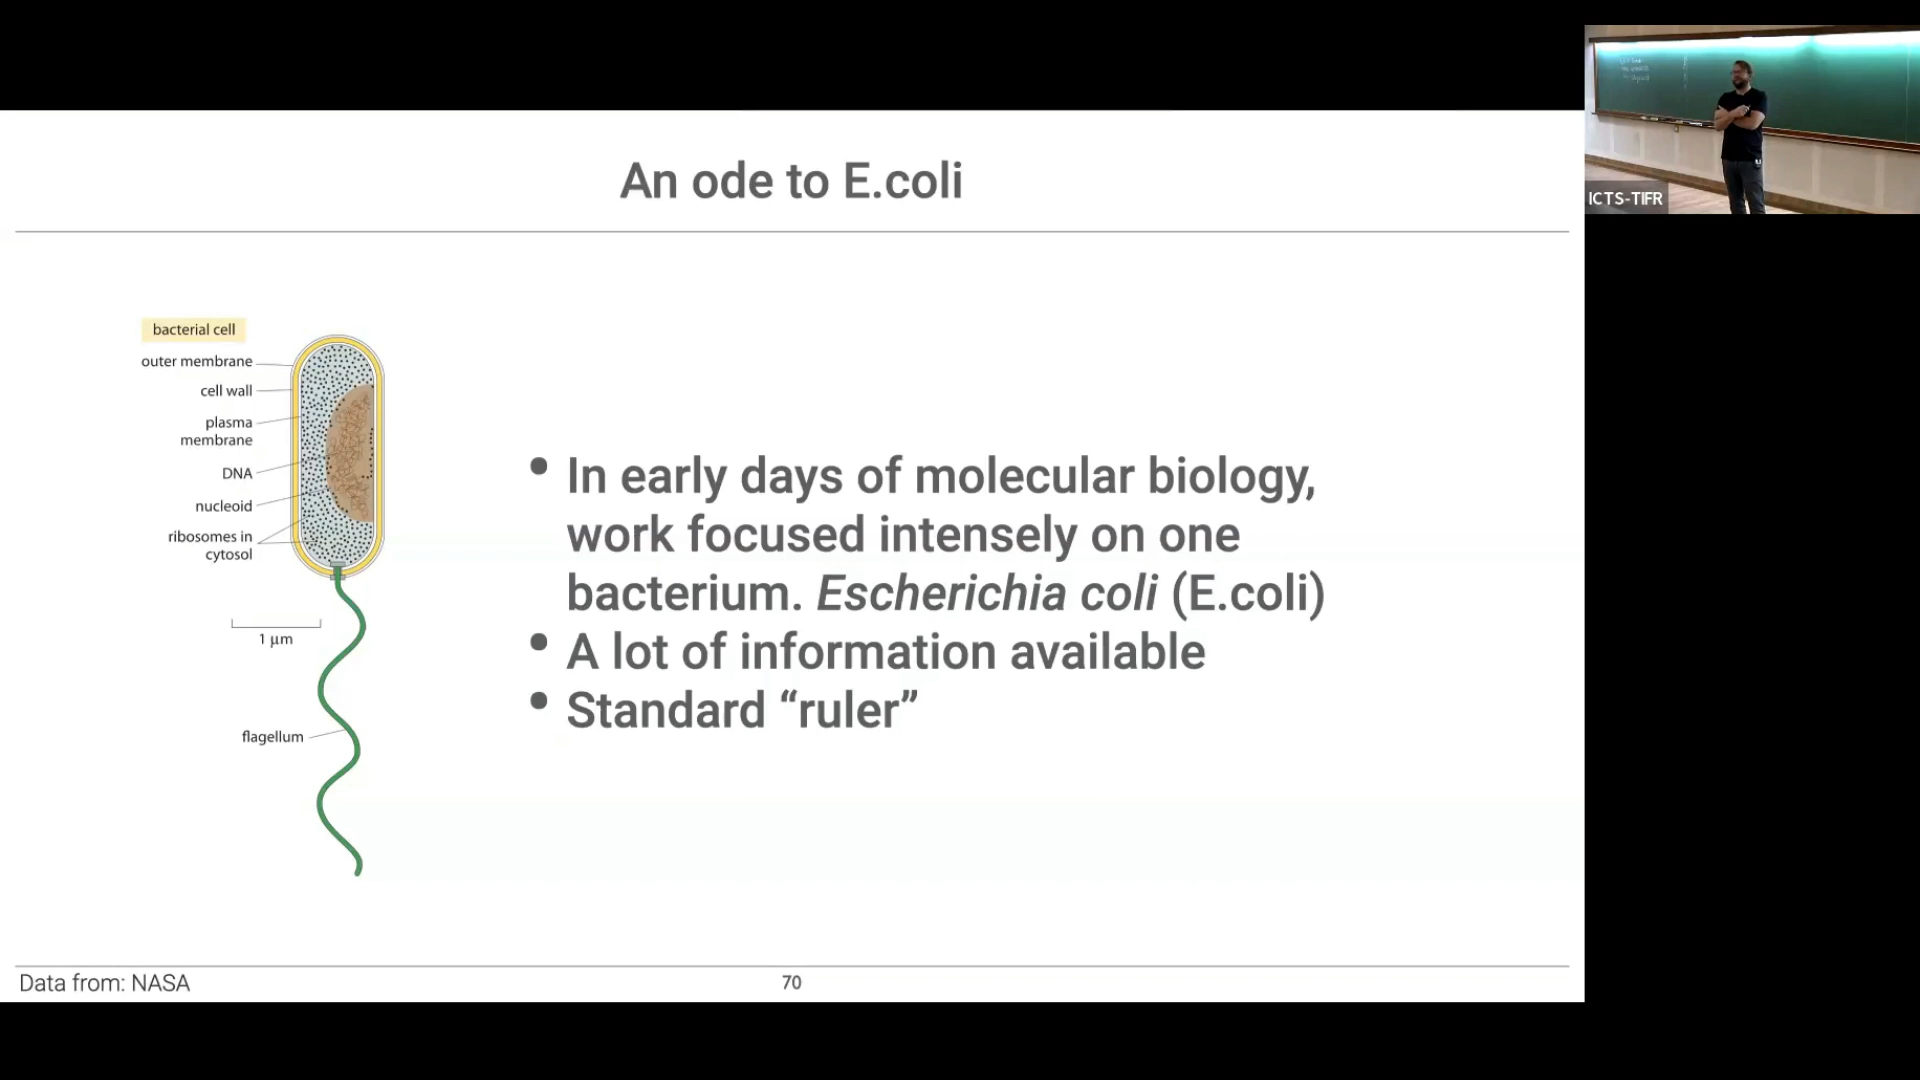 An ode to E.coli
bacterial cell
outer membrane
cell wall
plasma
membrane
DNA
nucleoid
ribosomes in
cytosol
1 μm
flagellum
• In early days of molecular biology,
work focused intensely on one
bacterium. Escherichia coli (E.coli)
• A lot of information available
• Standard “ruler”
Data from: NASA
70
ICTS-TIFR